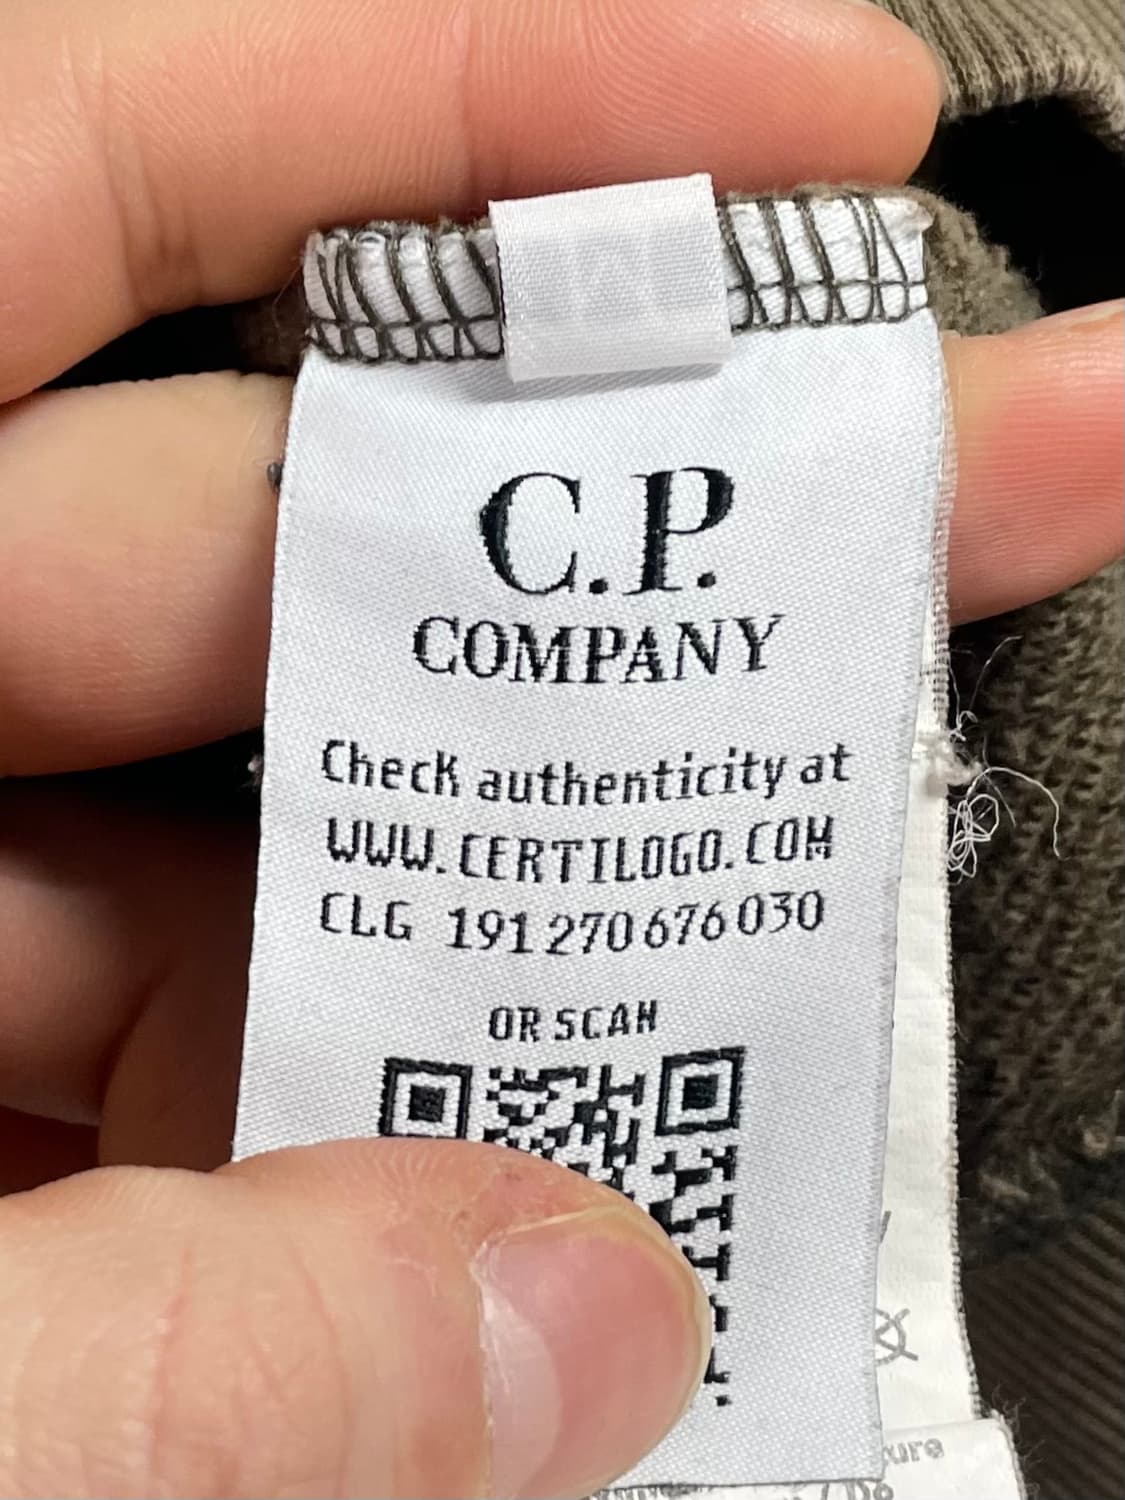 C.P.
COMPANY
Check authenticity at
WWW.CERTILOGO.COM
CLG 191270676030
OR SCAN